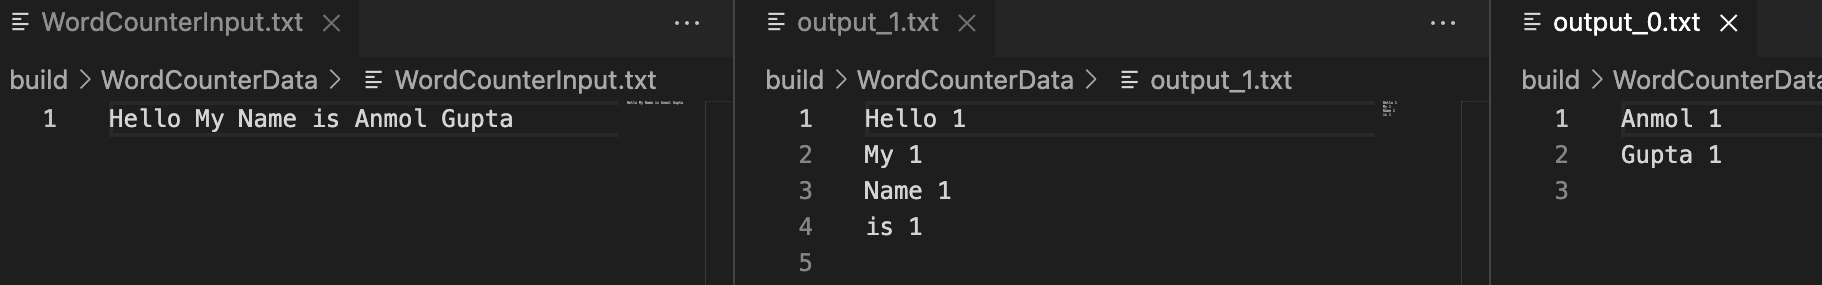 WordCounterInput.txt
build > WordCounterData > WordCounterInput.txt
1 Hello My Name is Anmol Gupta
output_1.txt
build > WordCounterData > output_1.txt
1 Hello 1
2 My 1
3 Name 1
4 is 1
5
output_0.txt
build > WordCounterData
1 Anmol 1
2 Gupta 1
3